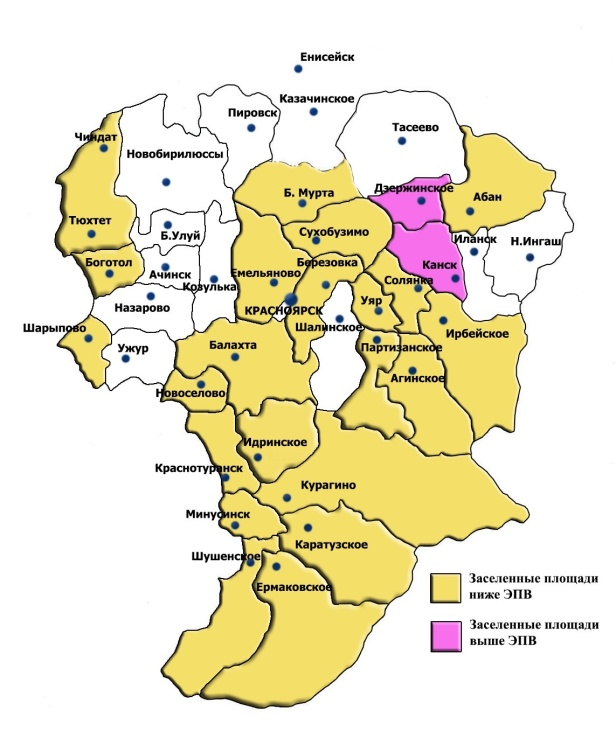 Енисейск
Казачинское
Пировск
Тасеево
Чиндат
Новобирилюссы
Дзержинское
Б. Мурта
Абан
Тюхтет
Сухобузимо
Б.Улуй
Иланск
Н.Ингаш
Боготол
Ачинск
Емельяново
Березовка
Канск
Солянка
Козулька
Назарово
КРАСНОЯРСК
Уяр
Шарыпово
Шалинское
Ирбейское
Ужур
Балахта
Партизанское
Агинское
Новоселово
Идринское
Краснотуранск
Курагино
Минусинск
Каратузское
Шушенское
Ермаковское
Заселенные площади
ниже ЭПВ
Заселенные площади
выше ЭПВ